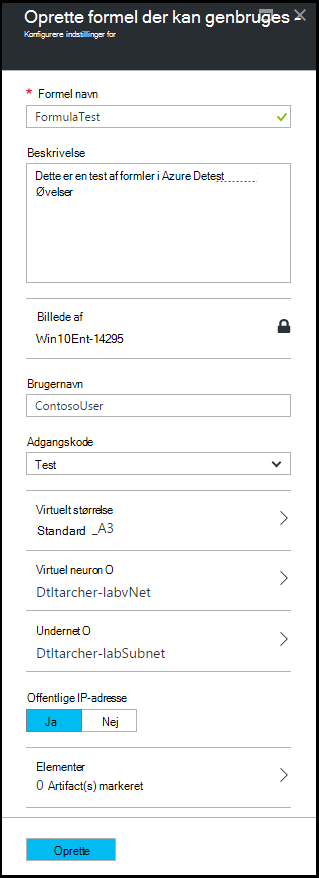 Oprette formel der kan genbruges -
Konfigurere indstillinger for
* Formel navn
FormulaTest
Beskrivelse
Dette er en test af formler i Azure Detest
Øvelser
Billede af
Win10Ent-14295
Brugernavn
ContosoUser
Adgangskode
Test
Virtuelt størrelse
Standard _A3
Virtuel neuron O
Dtltarcher-labvNet
Undernet O
Dtltarcher-labSubnet
Offentlige IP-adresse
Ja Nej
Elementer
0 Artifact(s) markeret
Oprette